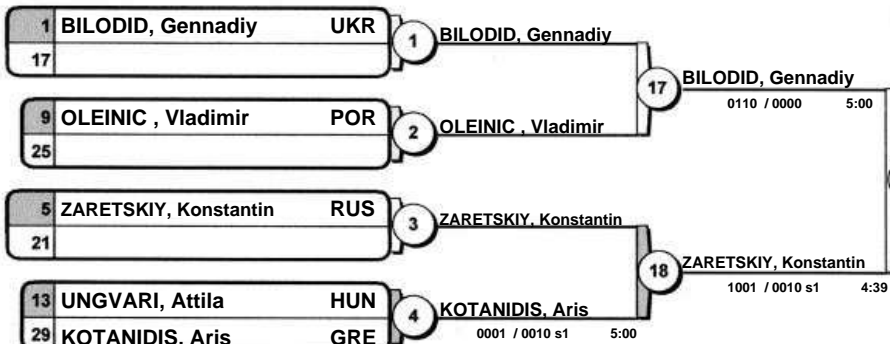 1 BILODID, Gennadiy UKR
17
1
BILODID, Gennadiy
9 OLEINIC , Vladimir POR
25
2
OLEINIC , Vladimir
17
BILODID, Gennadiy
0110 / 0000 5:00
5 ZARETSKIY, Konstantin RUS
21
3
ZARETSKIY, Konstantin
13 UNGVARI, Attila HUN
29 KOTANIDIS, Aris GRE
4
KOTANIDIS, Aris
0001 / 0010 s1 5:00
18
ZARETSKIY, Konstantin
1001 / 0010 s1 4:39